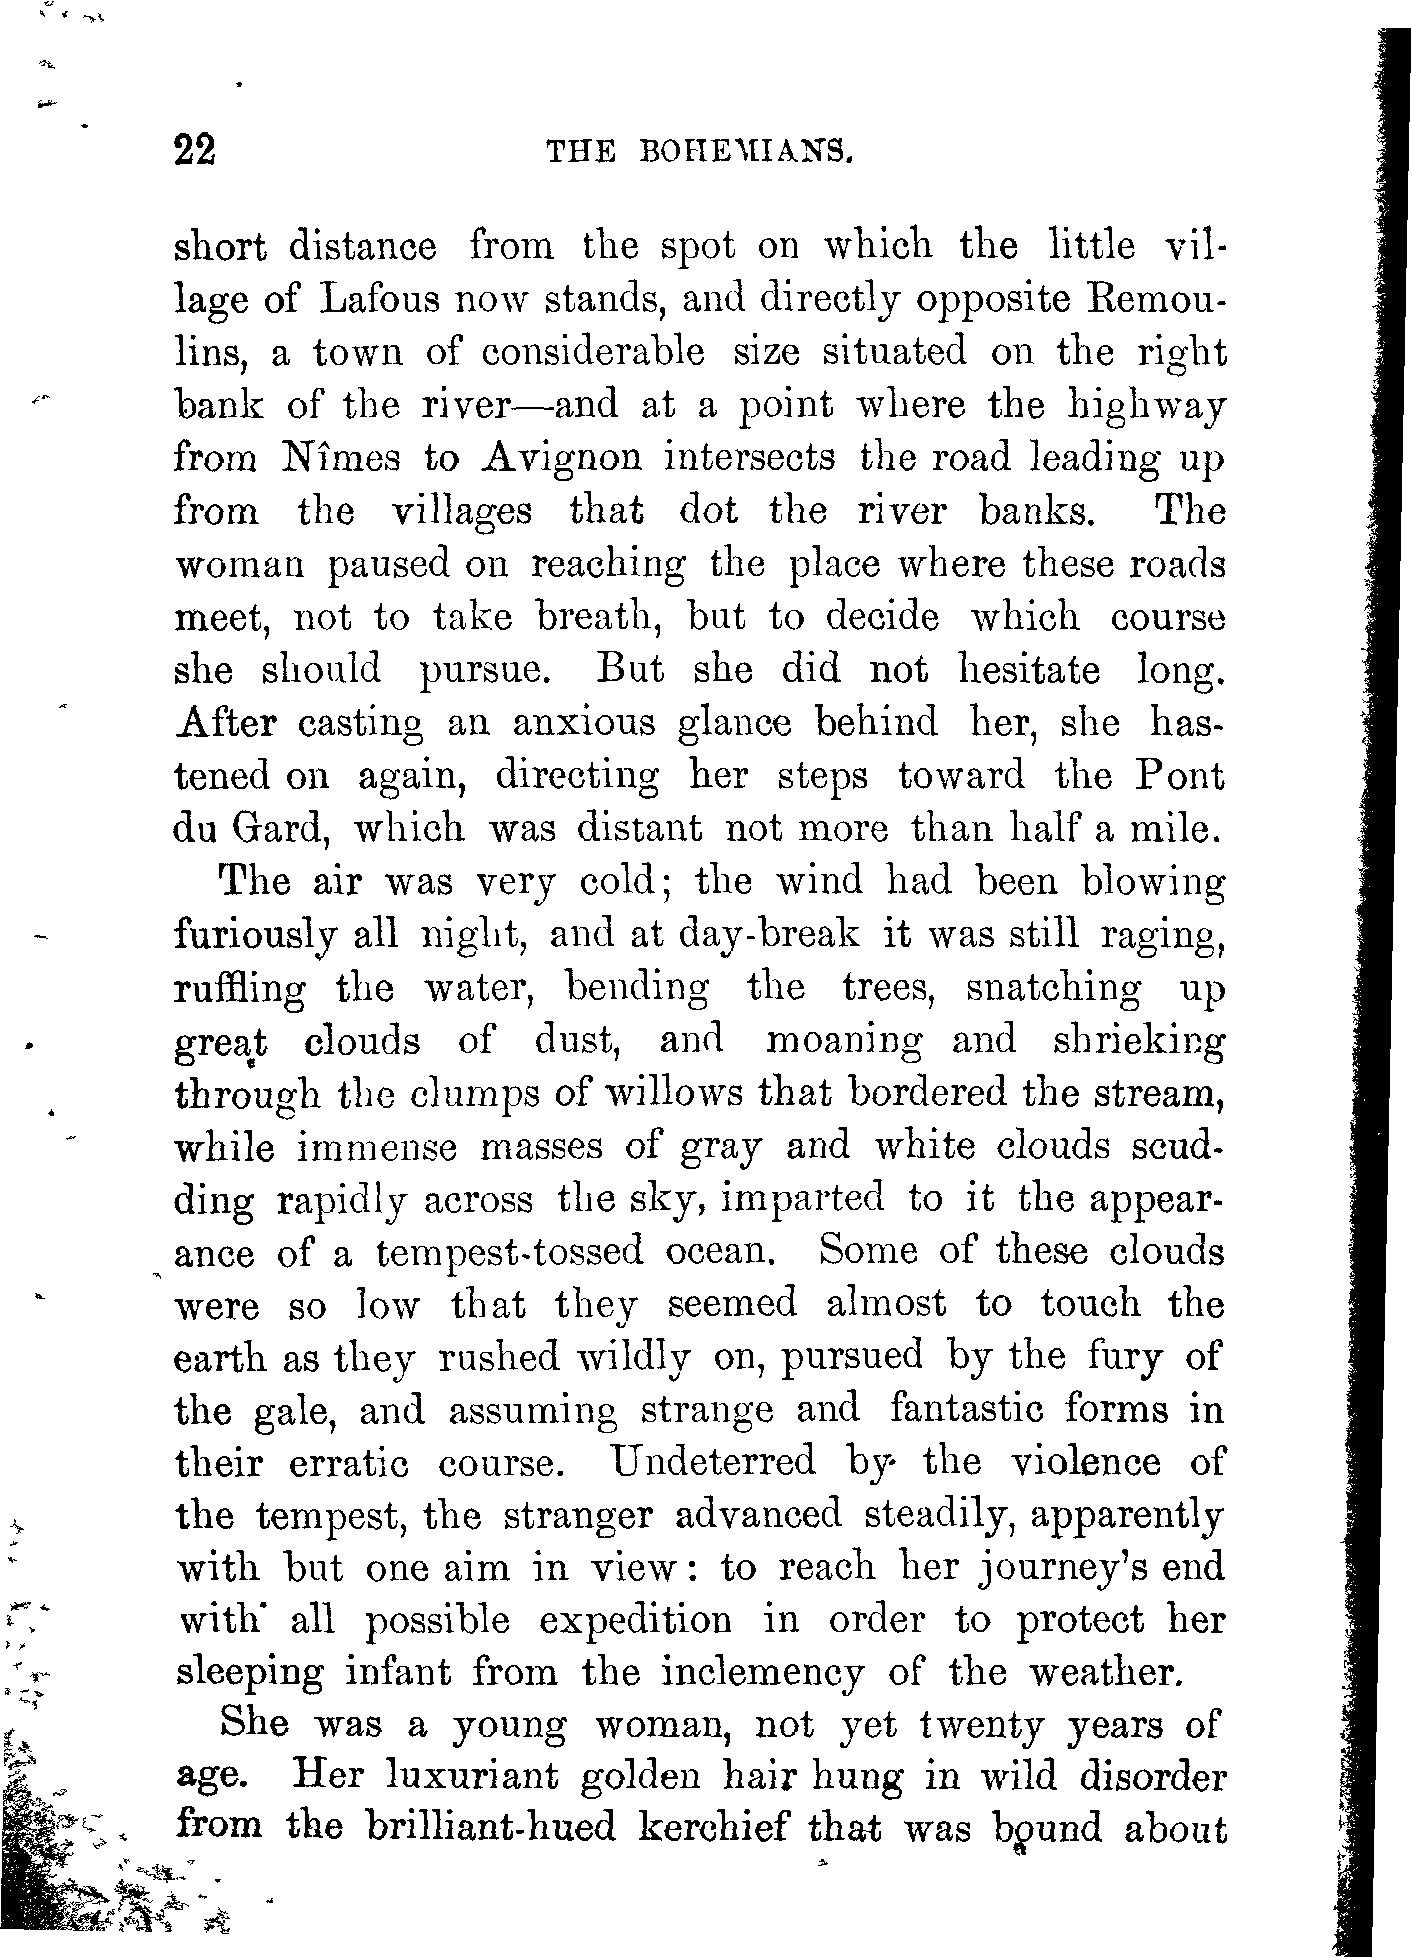 22 THE BOHEMIANS.
short distance from the spot on which the little vil-
lage of Lafous now stands, and directly opposite Remou-
lins, a town of considerable size situated on the right
bank of the river—and at a point where the highway
from Nîmes to Avignon intersects the road leading up
from the villages that dot the river banks. The
woman paused on reaching the place where these roads
meet, not to take breath, but to decide which course
she should pursue. But she did not hesitate long.
After casting an anxious glance behind her, she has-
tened on again, directing her steps toward the Pont
du Gard, which was distant not more than half a mile.
The air was very cold; the wind had been blowing
furiously all night, and at day-break it was still raging,
ruffling the water, bending the trees, snatching up
great clouds of dust, and moaning and shrieking
through the clumps of willows that bordered the stream,
while immense masses of gray and white clouds scud-
ding rapidly across the sky, imparted to it the appear-
ance of a tempest-tossed ocean. Some of these clouds
were so low that they seemed almost to touch the
earth as they rushed wildly on, pursued by the fury of
the gale, and assuming strange and fantastic forms in
their erratic course. Undeterred by the violence of
the tempest, the stranger advanced steadily, apparently
with but one aim in view: to reach her journey's end
with all possible expedition in order to protect her
sleeping infant from the inclemency of the weather.
She was a young woman, not yet twenty years of
age. Her luxuriant golden hair hung in wild disorder
from the brilliant-hued kerchief that was bound about